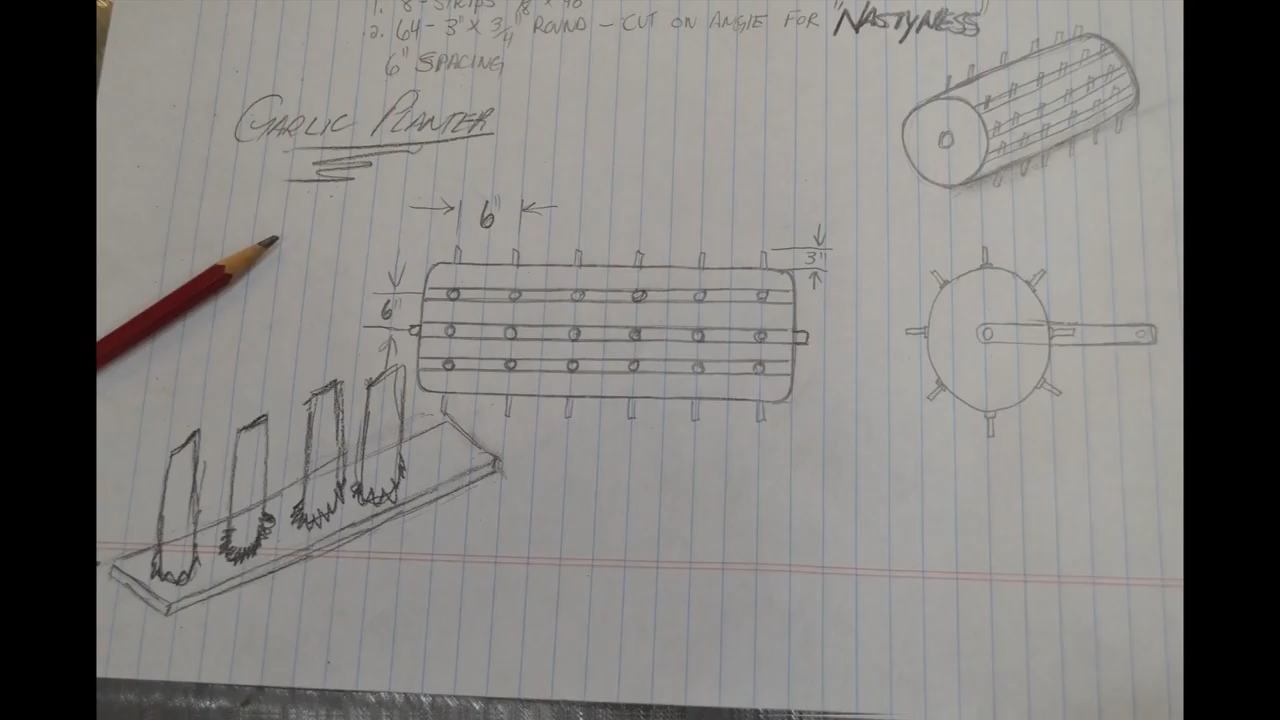 1. 8 - STRIPS
2. 64 - 3" X 3/4" ROUND - CUT ON ANGLE FOR "NASTYNESS"
6" SPACING
GARLIC PLANTER
6"
3"
6"